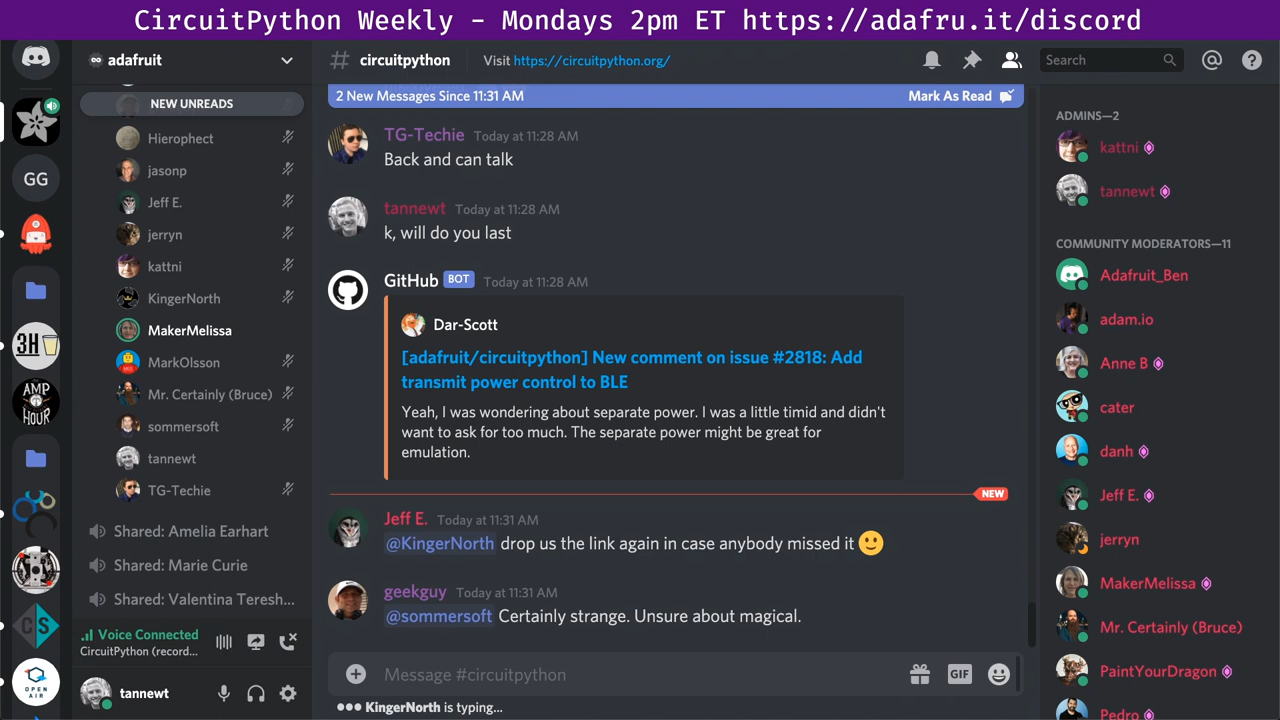 CircuitPython Weekly - Mondays 2pm ET https://adafru.it/discord
adafruit
NEW UNREADS
Hierophect
jasonp
Jeff E.
jerryn
kattni
KingerNorth
MakerMelissa
MarkOlsson
Mr. Certainly (Bruce)
sommersoft
tannewt
TG-Techie
Shared: Amelia Earhart
Shared: Marie Curie
Shared: Valentina Teresh...
Voice Connected
CircuitPython (record...
tannewt
GG
3H
THE
AMP
HOUR
CS
OPEN
AIR
# circuitpython
Visit https://circuitpython.org/
Search
2 New Messages Since 11:31 AM
Mark As Read
TG-Techie Today at 11:28 AM
Back and can talk
tannewt Today at 11:28 AM
k, will do you last
GitHub BOT Today at 11:28 AM
Dar-Scott
[adafruit/circuitpython] New comment on issue #2818: Add
transmit power control to BLE
Yeah, I was wondering about separate power. I was a little timid and didn't
want to ask for too much. The separate power might be great for
emulation.
NEW
Jeff E. Today at 11:31 AM
@KingerNorth drop us the link again in case anybody missed it
geekguy Today at 11:31 AM
@sommersoft Certainly strange. Unsure about magical.
Message #circuitpython
GIF
KingerNorth is typing...
ADMINS—2
kattni
tannewt
COMMUNITY MODERATORS—11
Adafruit_Ben
adam.io
Anne B
cater
danh
Jeff E.
jerryn
MakerMelissa
Mr. Certainly (Bruce)
PaintYourDragon
Pedro